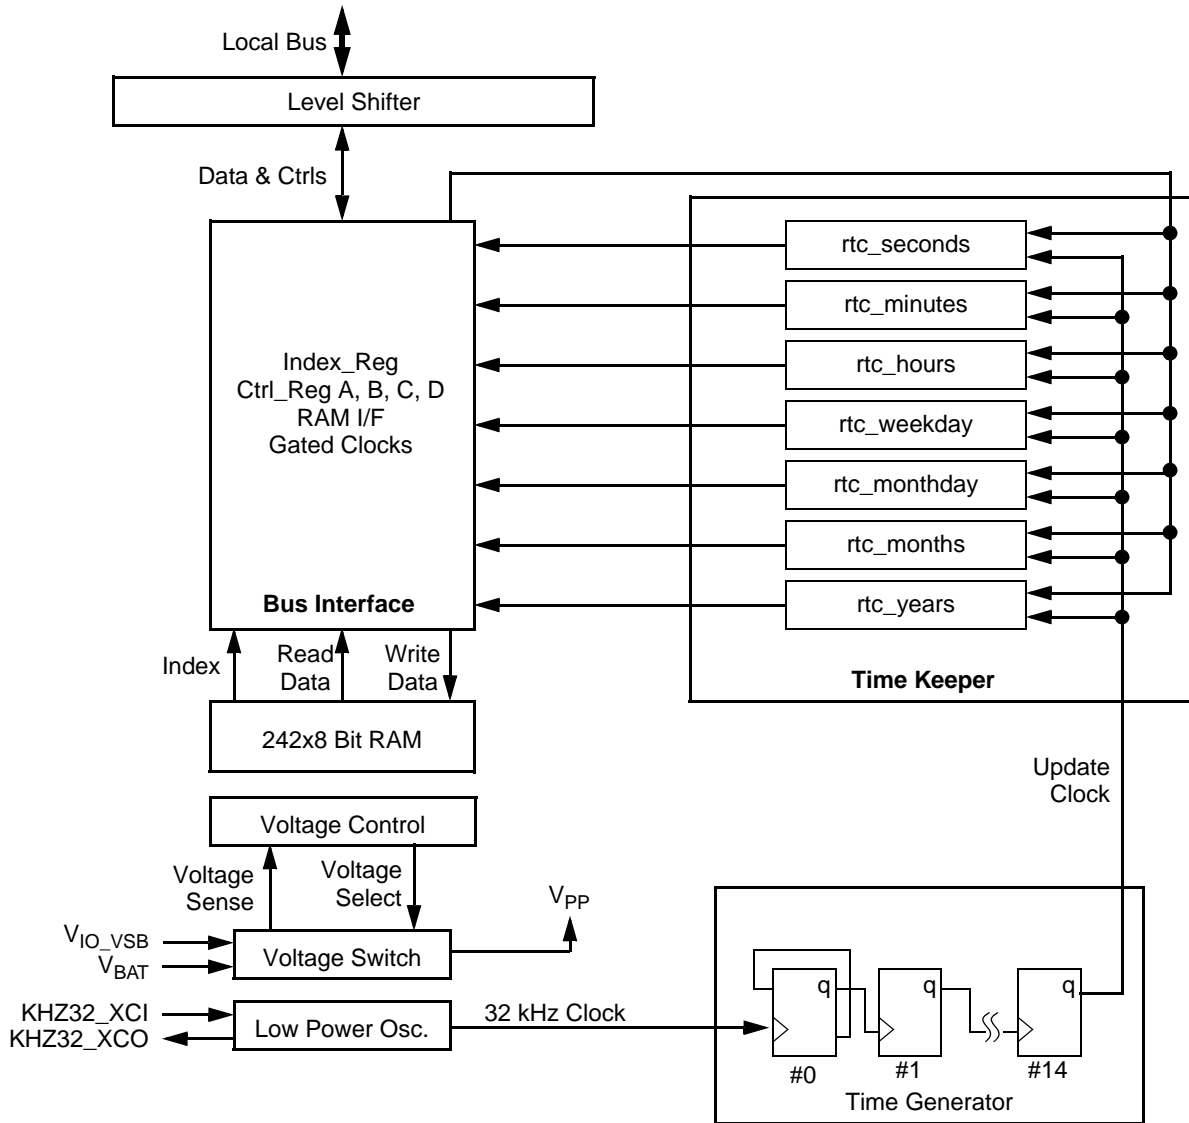 Local Bus
Level Shifter
Data & Ctrls
rtc_seconds
rtc_minutes
rtc_hours
rtc_weekday
rtc_monthday
rtc_months
rtc_years
Time Keeper
Index_Reg
Ctrl_Reg A, B, C, D
RAM I/F
Gated Clocks
Bus Interface
Index
Read
Data
Write
Data
242x8 Bit RAM
Update
Clock
Voltage Control
Voltage
Sense
Voltage
Select
VPP
VIO_VSB
VBAT
Voltage Switch
KHZ32_XCI
KHZ32_XCO
Low Power Osc.
32 kHz Clock
q
q
q
#0
#1
#14
Time Generator